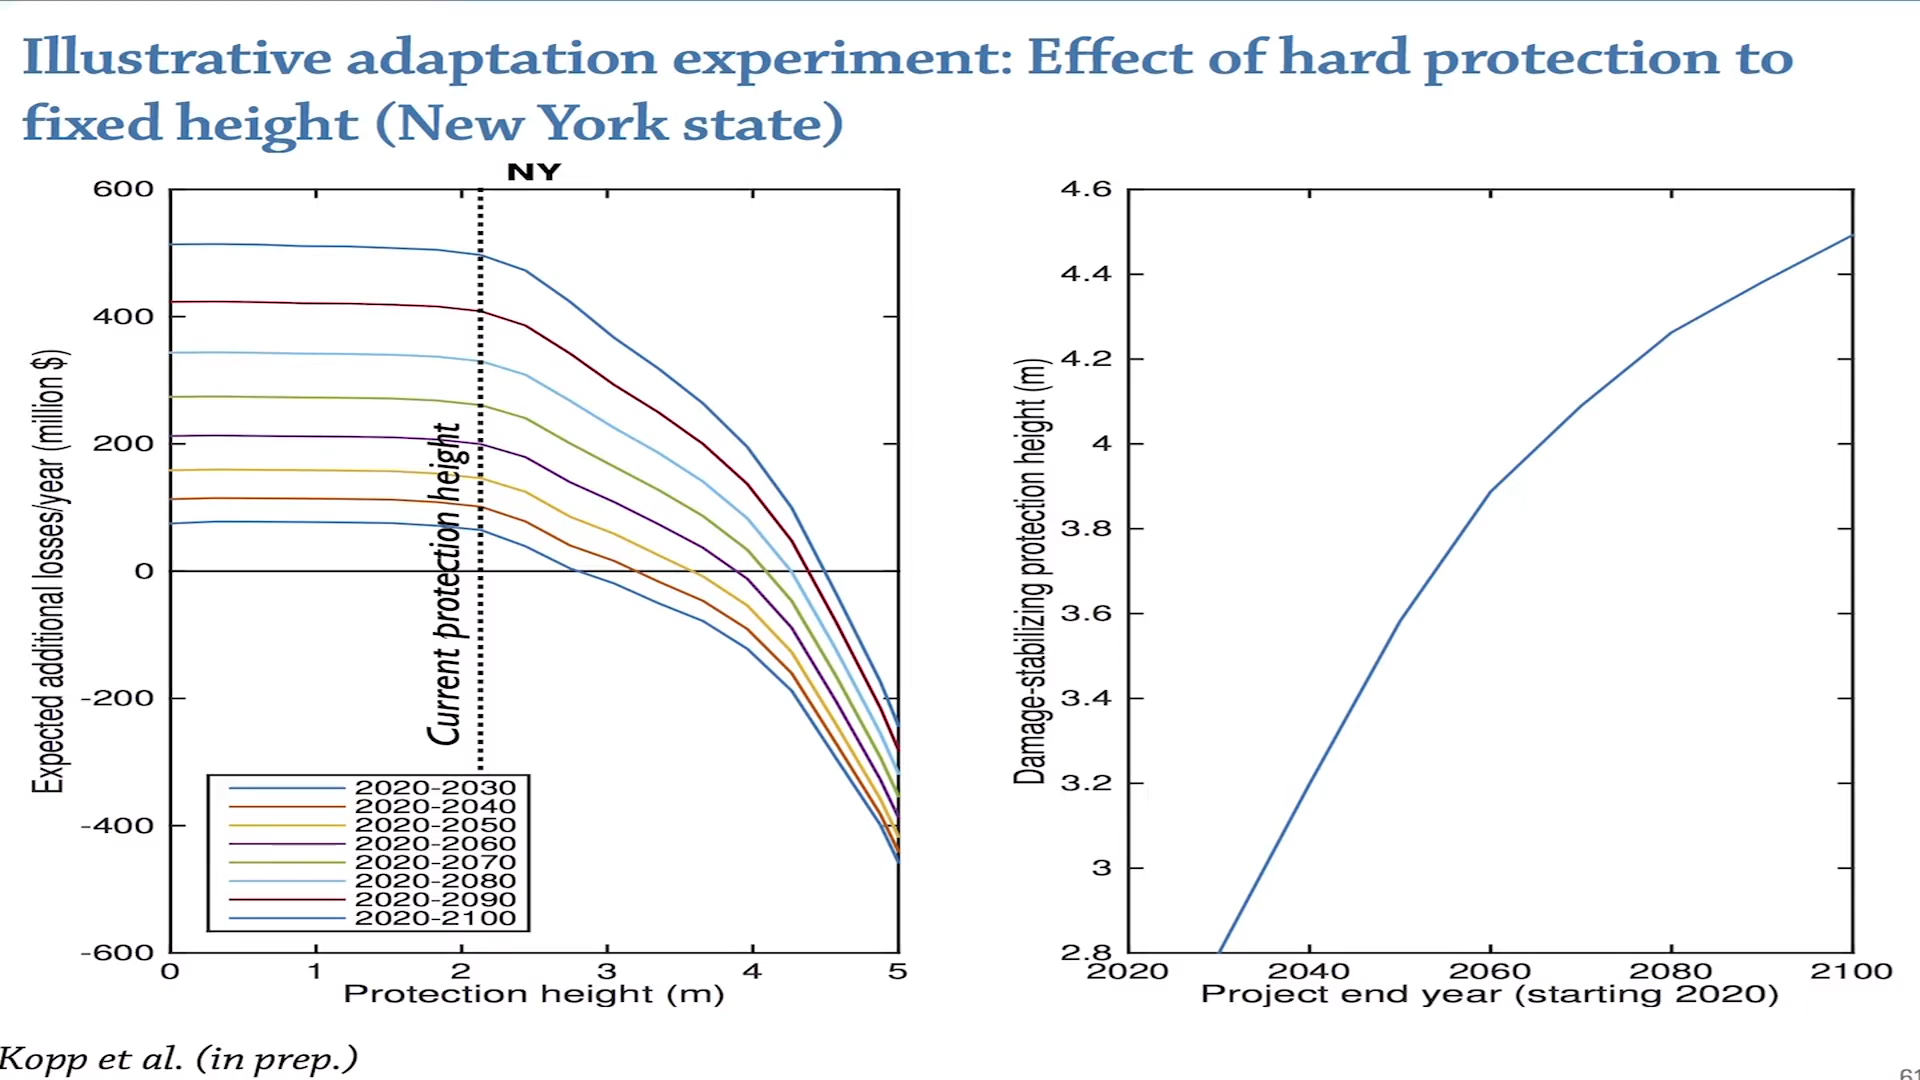 Illustrative adaptation experiment: Effect of hard protection to
fixed height (New York state)
NY
600
400
200
0
-200
-400
-600
Expected additional losses/year (million $)
Current protection height
2020-2030
2020-2040
2020-2050
2020-2060
2020-2070
2020-2080
2020-2090
2020-2100
0 1 2 3 4 5
Protection height (m)
4.6
4.4
4.2
4
3.8
3.6
3.4
3.2
3
2.8
Damage-stabilizing protection height (m)
2020 2040 2060 2080 2100
Project end year (starting 2020)
Kopp et al. (in prep.)
61